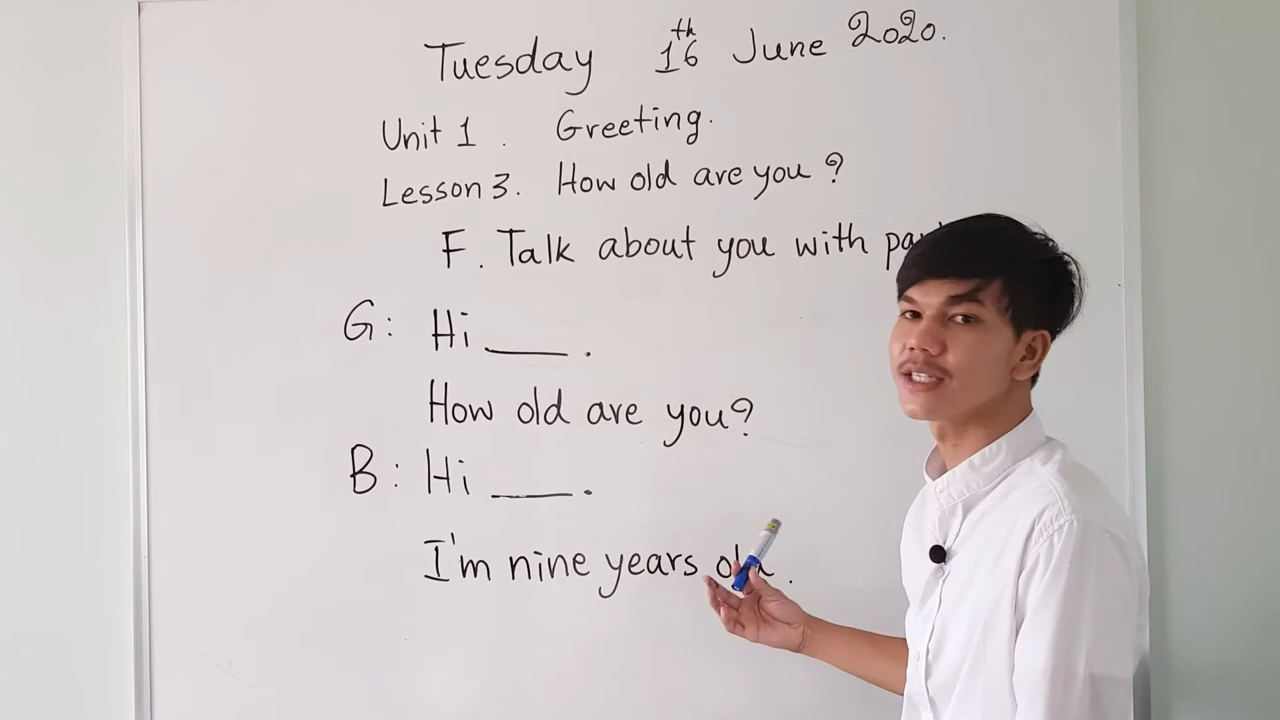 Tuesday 16th June 2020.
Unit 1 . Greeting.
Lesson 3. How old are you ?
F. Talk about you with
G: Hi ___ .
How old are you?
B: Hi ___ .
I'm nine years old.